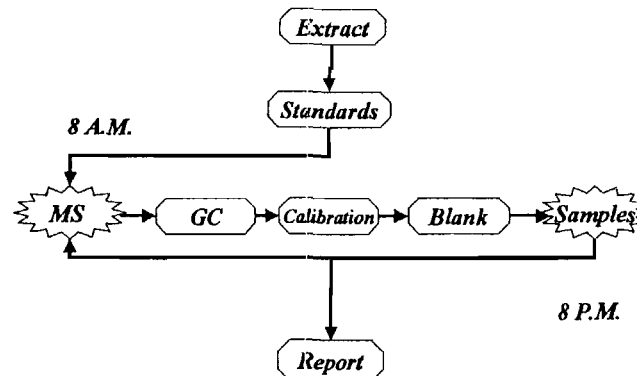 Extract
Standards
8 A.M.
MS
GC
Calibration
Blank
Samples
8 P.M.
Report